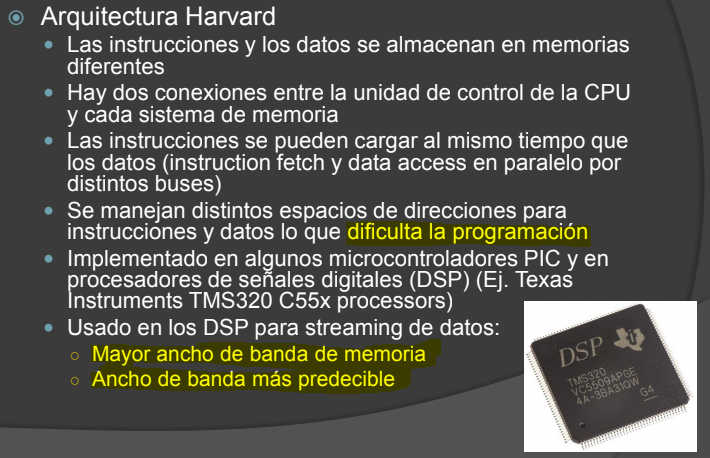 Arquitectura Harvard
Las instrucciones y los datos se almacenan en memorias
diferentes
Hay dos conexiones entre la unidad de control de la CPU
y cada sistema de memoria
Las instrucciones se pueden cargar al mismo tiempo que
los datos (instruction fetch y data access en paralelo por
distintos buses)
Se manejan distintos espacios de direcciones para
instrucciones y datos lo que dificulta la programación
Implementado en algunos microcontroladores PIC y en
procesadores de señales digitales (DSP) (Ej. Texas
Instruments TMS320 C55x processors)
Usado en los DSP para streaming de datos:
Mayor ancho de banda de memoria
Ancho de banda más predecible
DSP
TMS320
VC5509APGE
4A-38A31QW
G4